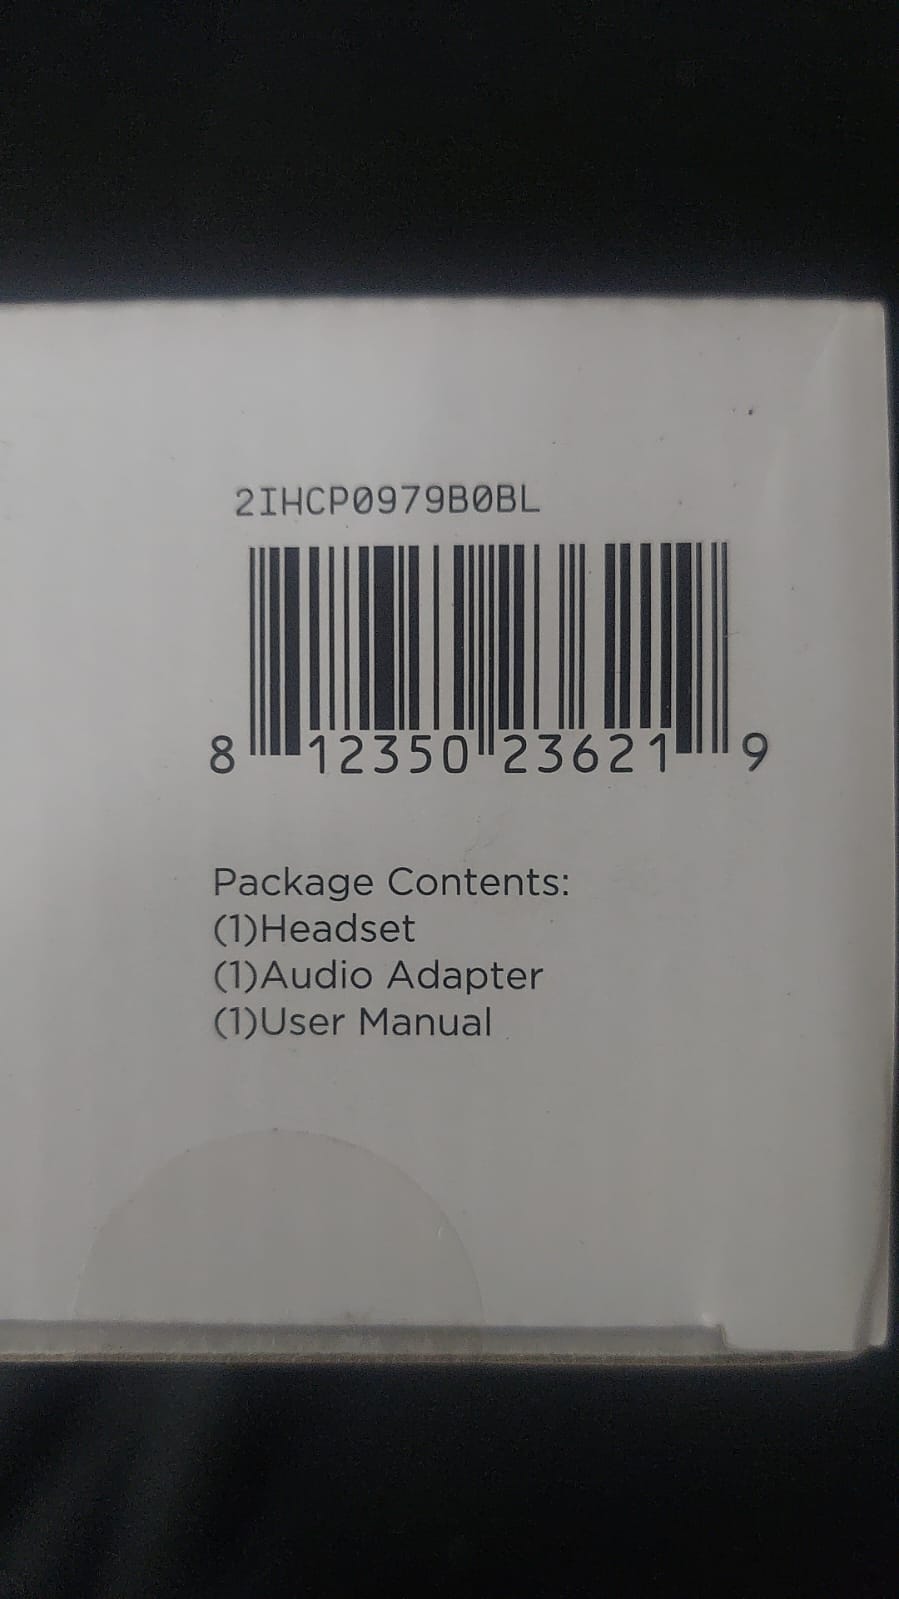 2IHCP0979B0BL
8 12350 23621 9
Package Contents:
(1)Headset
(1)Audio Adapter
(1)User Manual